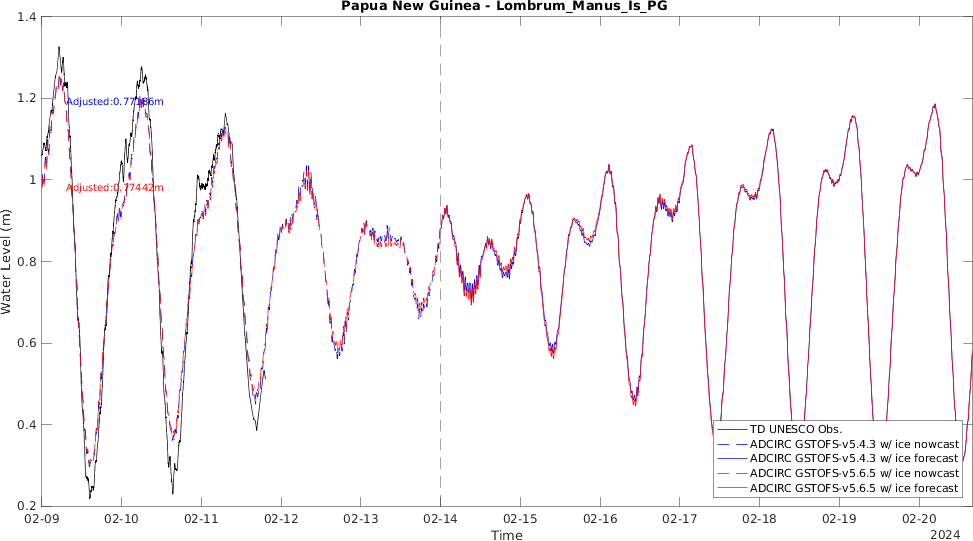 Papua New Guinea - Lombrum_Manus_Is_PG
1.4
1.2
1
0.8
0.6
0.4
0.2
Water Level (m)
Adjusted:0.77186m
Adjusted:0.77442m
TD UNESCO Obs.
ADCIRC GSTOFS-v5.4.3 w/ ice nowcast
ADCIRC GSTOFS-v5.4.3 w/ ice forecast
ADCIRC GSTOFS-v5.6.5 w/ ice nowcast
ADCIRC GSTOFS-v5.6.5 w/ ice forecast
02-09 02-10 02-11 02-12 02-13 02-14 02-15 02-16 02-17 02-18 02-19 02-20
Time
2024